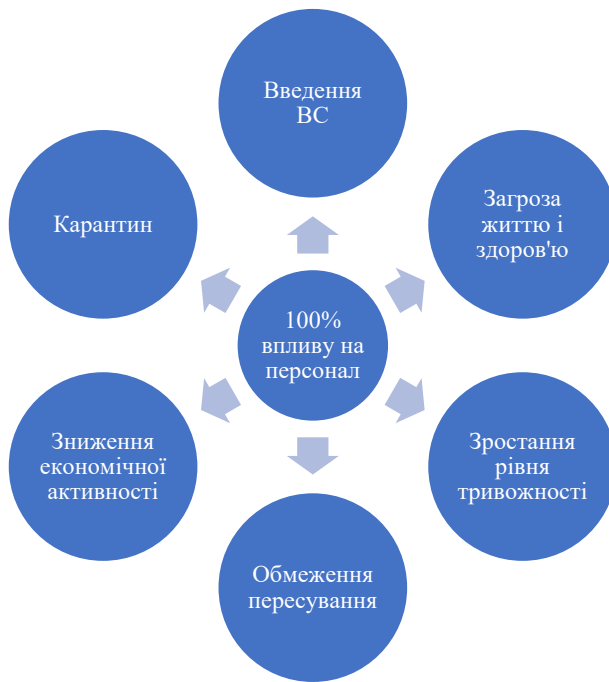 Введення
ВС
Загроза
життю і
здоров'ю
Зростання
рівня
тривожності
Обмеження
пересування
Зниження
економічної
активності
Карантин
100%
впливу на
персонал